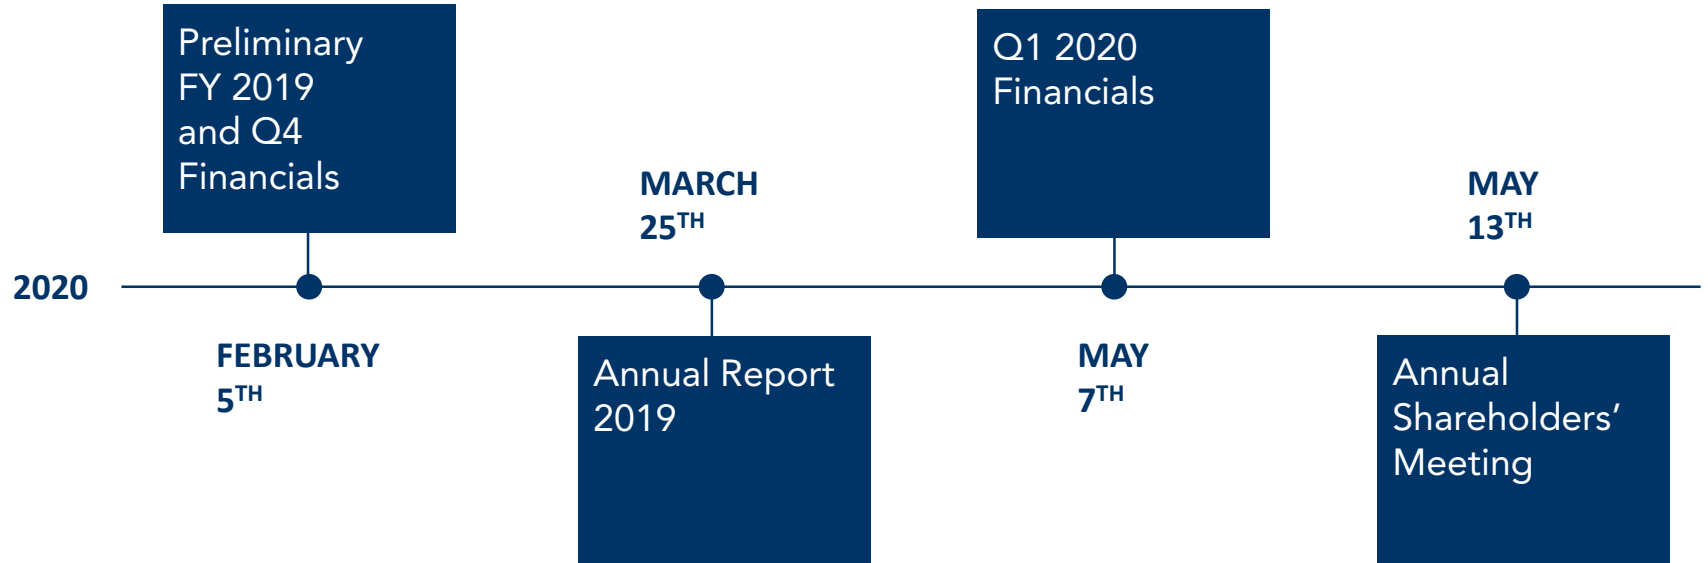 Preliminary
FY 2019
and Q4
Financials
Q1 2020
Financials
MARCH
25TH
MAY
13TH
2020
FEBRUARY
5TH
Annual Report
2019
MAY
7TH
Annual
Shareholders’
Meeting